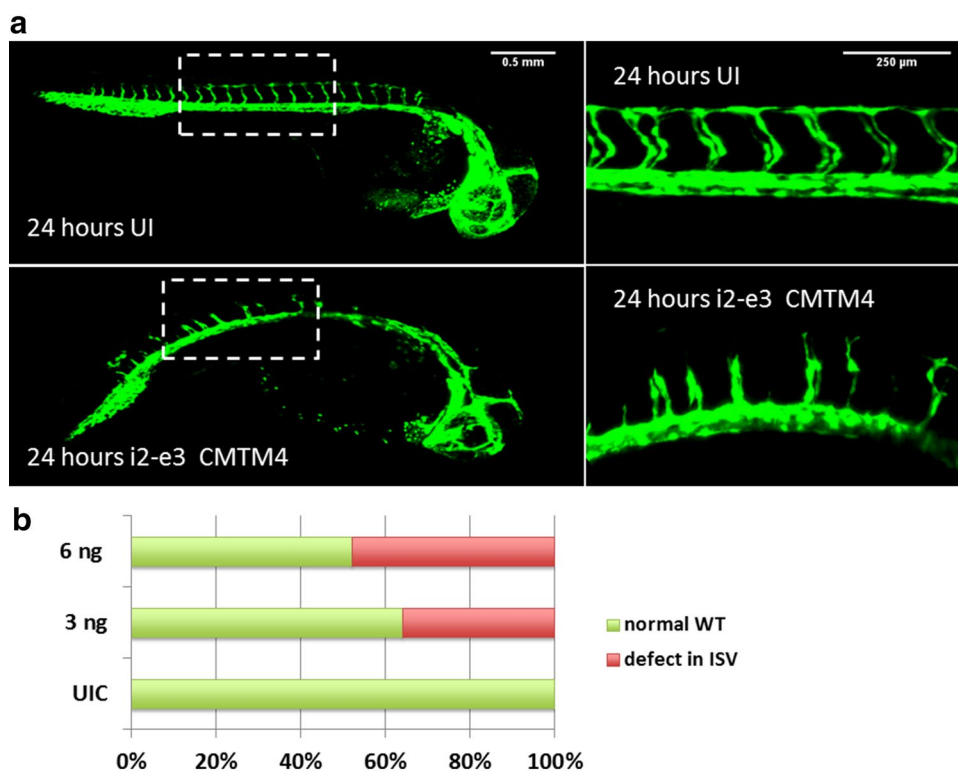 a
0.5 mm
24 hours UI
24 hours UI
250 µm
24 hours i2-e3 CMTM4
24 hours i2-e3 CMTM4
b
6 ng
3 ng
UIC
0% 20% 40% 60% 80% 100%
normal WT
defect in ISV